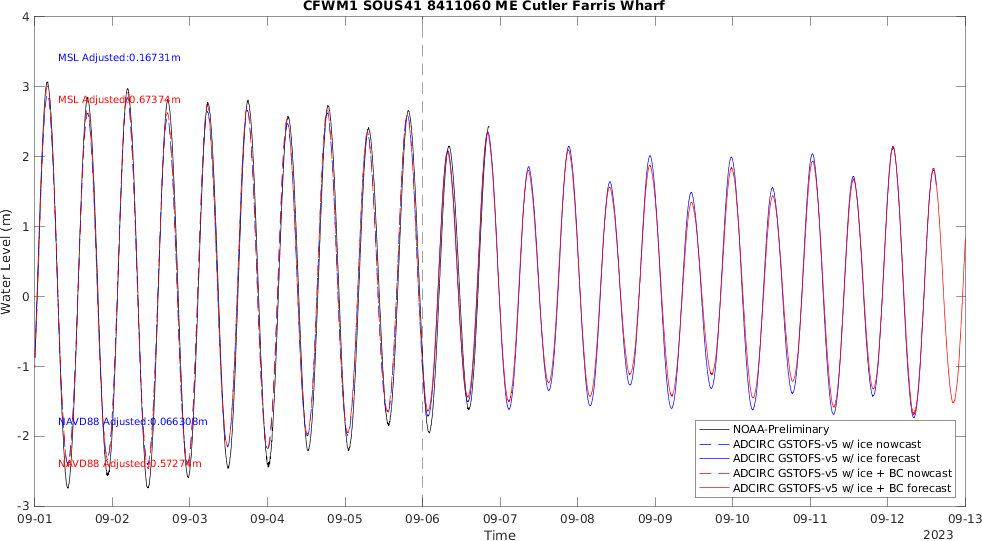 CFWM1 SOUS41 8411060 ME Cutler Farris Wharf
4
3
2
1
0
-1
-2
-3
Water Level (m)
MSL Adjusted:0.16731m
MSL Adjusted:0.67374m
NAVD88 Adjusted:0.066308m
NAVD88 Adjusted:0.57274m
NOAA-Preliminary
ADCIRC GSTOFS-v5 w/ ice nowcast
ADCIRC GSTOFS-v5 w/ ice forecast
ADCIRC GSTOFS-v5 w/ ice + BC nowcast
ADCIRC GSTOFS-v5 w/ ice + BC forecast
09-01 09-02 09-03 09-04 09-05 09-06 09-07 09-08 09-09 09-10 09-11 09-12 09-13
Time
2023